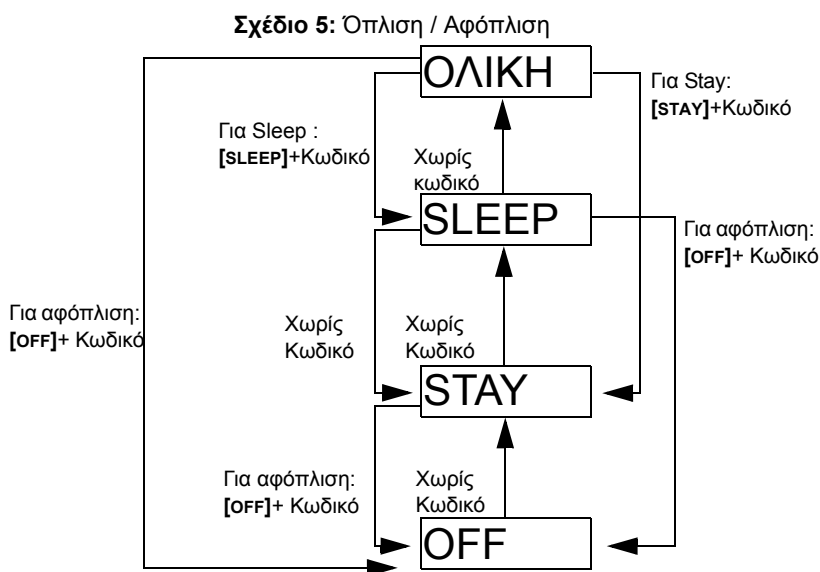 Σχέδιο 5: Όπλιση / Αφόπλιση
ΟΛΙΚΗ
Για Stay:
[STAY]+Κωδικό
Για Sleep :
[SLEEP]+Κωδικό
Χωρίς
κωδικό
SLEEP
Για αφόπλιση:
[OFF]+ Κωδικό
Για αφόπλιση:
[OFF]+ Κωδικό
Χωρίς
Κωδικό
Χωρίς
Κωδικό
STAY
Για αφόπλιση:
[OFF]+ Κωδικό
Χωρίς
Κωδικό
OFF